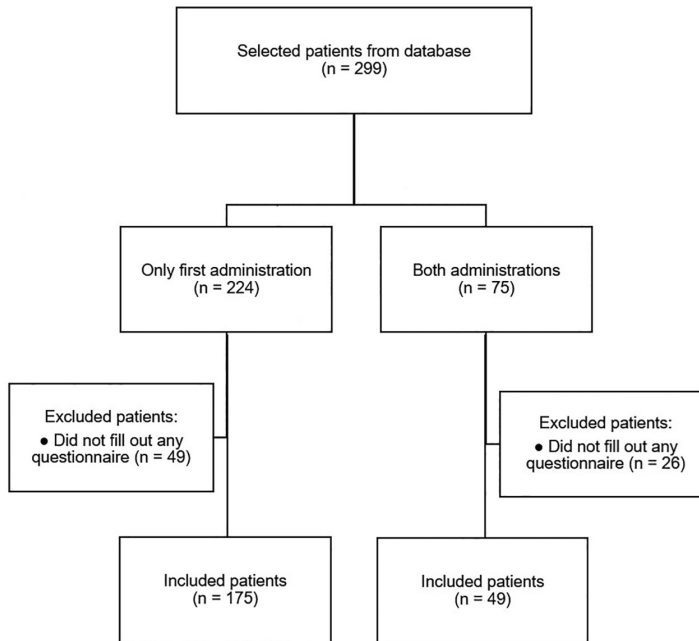 Selected patients from database
(n = 299)
Only first administration
(n = 224)
Both administrations
(n = 75)
Excluded patients:
● Did not fill out any
questionnaire (n = 49)
Excluded patients:
● Did not fill out any
questionnaire (n = 26)
Included patients
(n = 175)
Included patients
(n = 49)